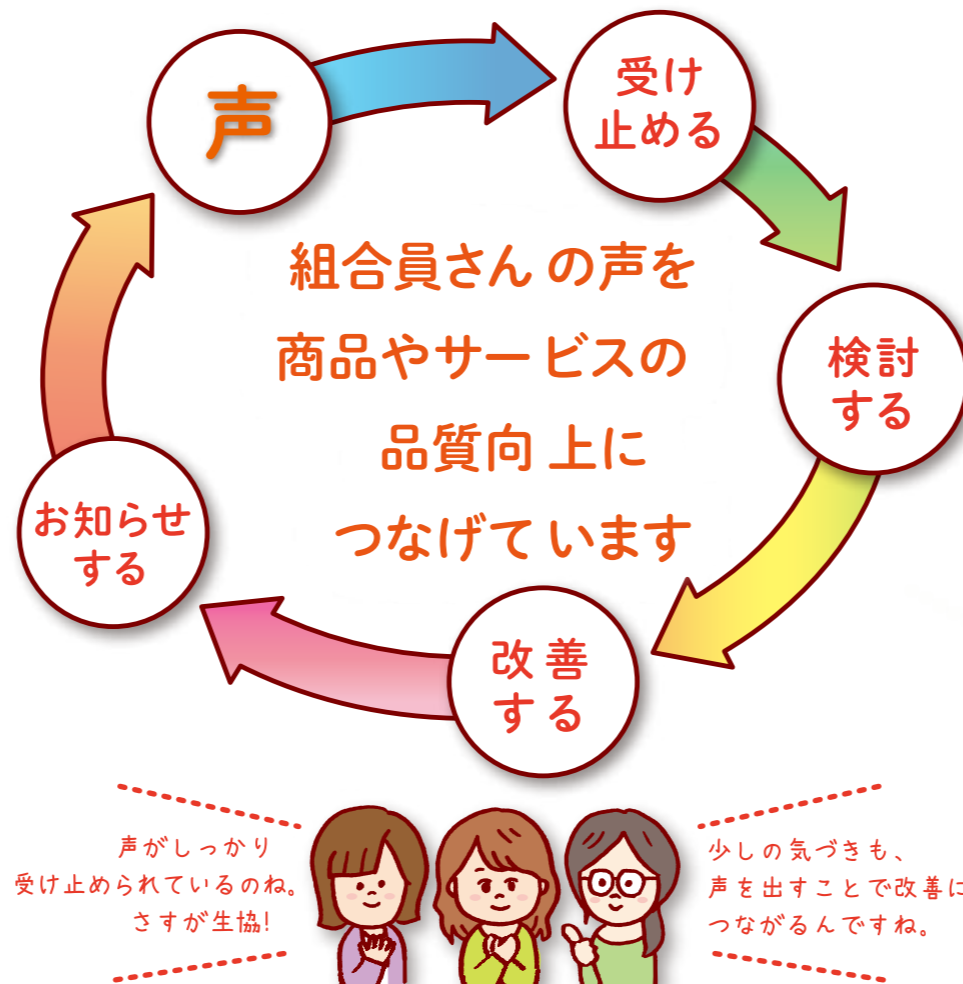 声
受け
止める
検討
する
改善
する
お知らせ
する
組合員さんの声を
商品やサービスの
品質向上に
つなげています
声がしっかり
受け止められているのね。
さすが生協!
少しの気づきも、
声を出すことで改善に
つながるんですね。